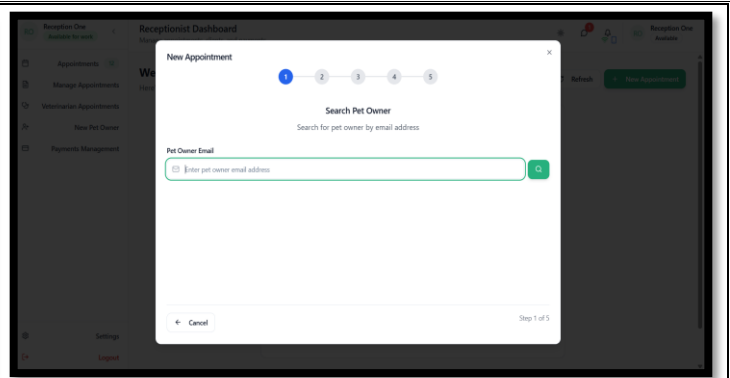 RO
Reception One
Available for work
Appointments
Manage Appointments
Veterinarian Appointments
New Pet Owner
Payments Management
Settings
Logout
Receptionist Dashboard
We
Refresh
+ New Appointment
Reception One
Available
New Appointment
×
1 2 3 4 5
Search Pet Owner
Search for pet owner by email address
Pet Owner Email
Enter pet owner email address
← Cancel
Step 1 of 5